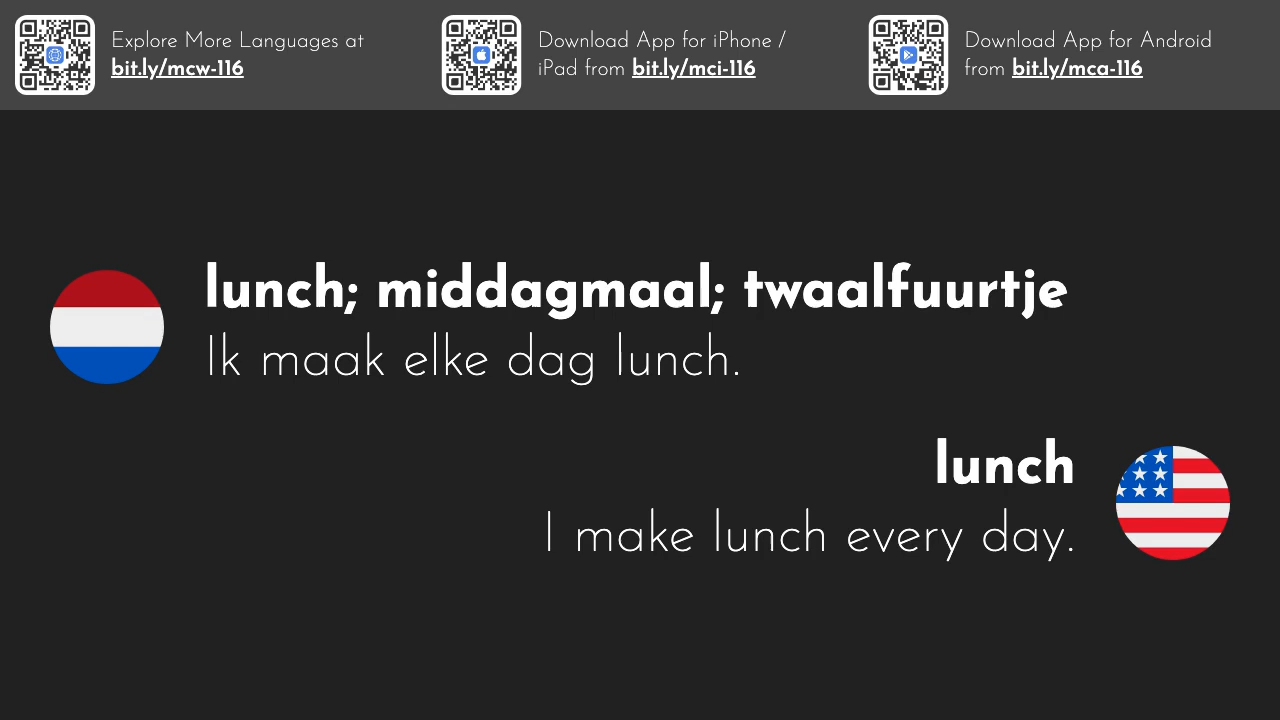 Explore More Languages at
bit.ly/mcw-116
Download App for iPhone /
iPad from bit.ly/mci-116
Download App for Android
from bit.ly/mca-116
lunch; middagmaal; twaalfuurtje
Ik maak elke dag lunch.
lunch
I make lunch every day.